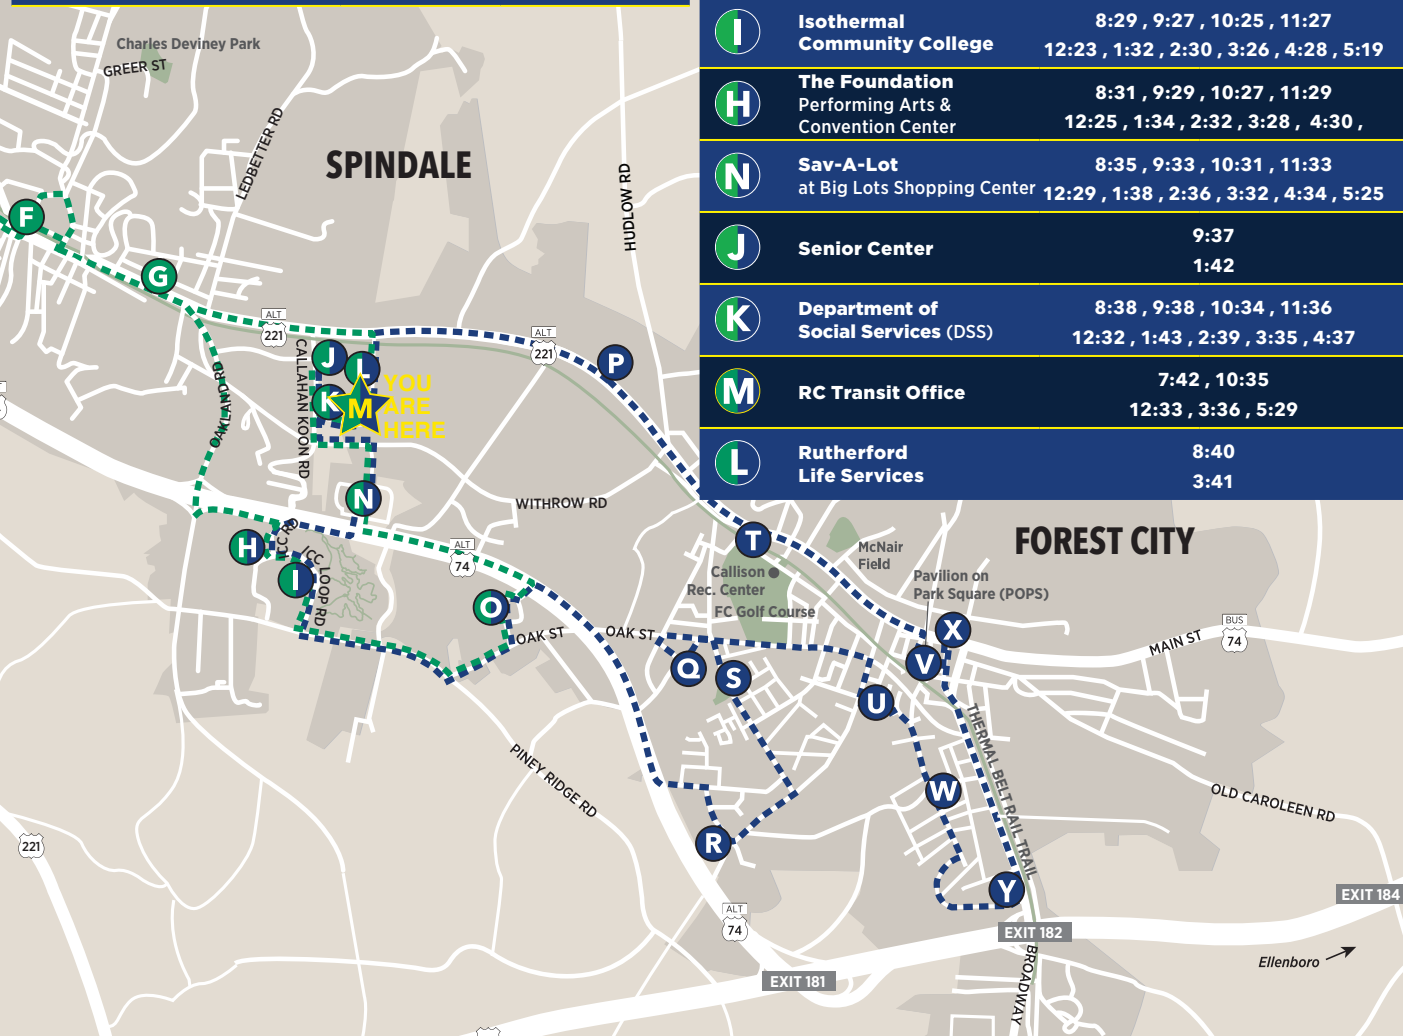 Charles Deviney Park
GREER ST
LEDBETTER RD
SPINDALE
HUDLOW RD
F
G
ALT
221
ALT
221
P
CALLAHAN KOON RD
OAKLAND RD
J
L
K
M
YOU
ARE
HERE
N
WITHROW RD
H
ICC RD
ICC LOOP RD
I
ALT
74
O
OAK ST
OAK ST
T
McNair
Field
Callison
Rec. Center
FC Golf Course
FOREST CITY
Pavilion on
Park Square (POPS)
X
V
MAIN ST
BUS
74
Q
S
U
THERMAL BELT RAIL TRAIL
PINEY RIDGE RD
W
OLD CAROLEEN RD
R
221
Y
EXIT 184
ALT
74
EXIT 182
Ellenboro
EXIT 181
BROADWAY
I
Isothermal
Community College
8:29 , 9:27 , 10:25 , 11:27
12:23 , 1:32 , 2:30 , 3:26 , 4:28 , 5:19
H
The Foundation
Performing Arts &
Convention Center
8:31 , 9:29 , 10:27 , 11:29
12:25 , 1:34 , 2:32 , 3:28 , 4:30 ,
N
Sav-A-Lot
at Big Lots Shopping Center
8:35 , 9:33 , 10:31 , 11:33
12:29 , 1:38 , 2:36 , 3:32 , 4:34 , 5:25
J
Senior Center
9:37
1:42
K
Department of
Social Services (DSS)
8:38 , 9:38 , 10:34 , 11:36
12:32 , 1:43 , 2:39 , 3:35 , 4:37
M
RC Transit Office
7:42 , 10:35
12:33 , 3:36 , 5:29
L
Rutherford
Life Services
8:40
3:41